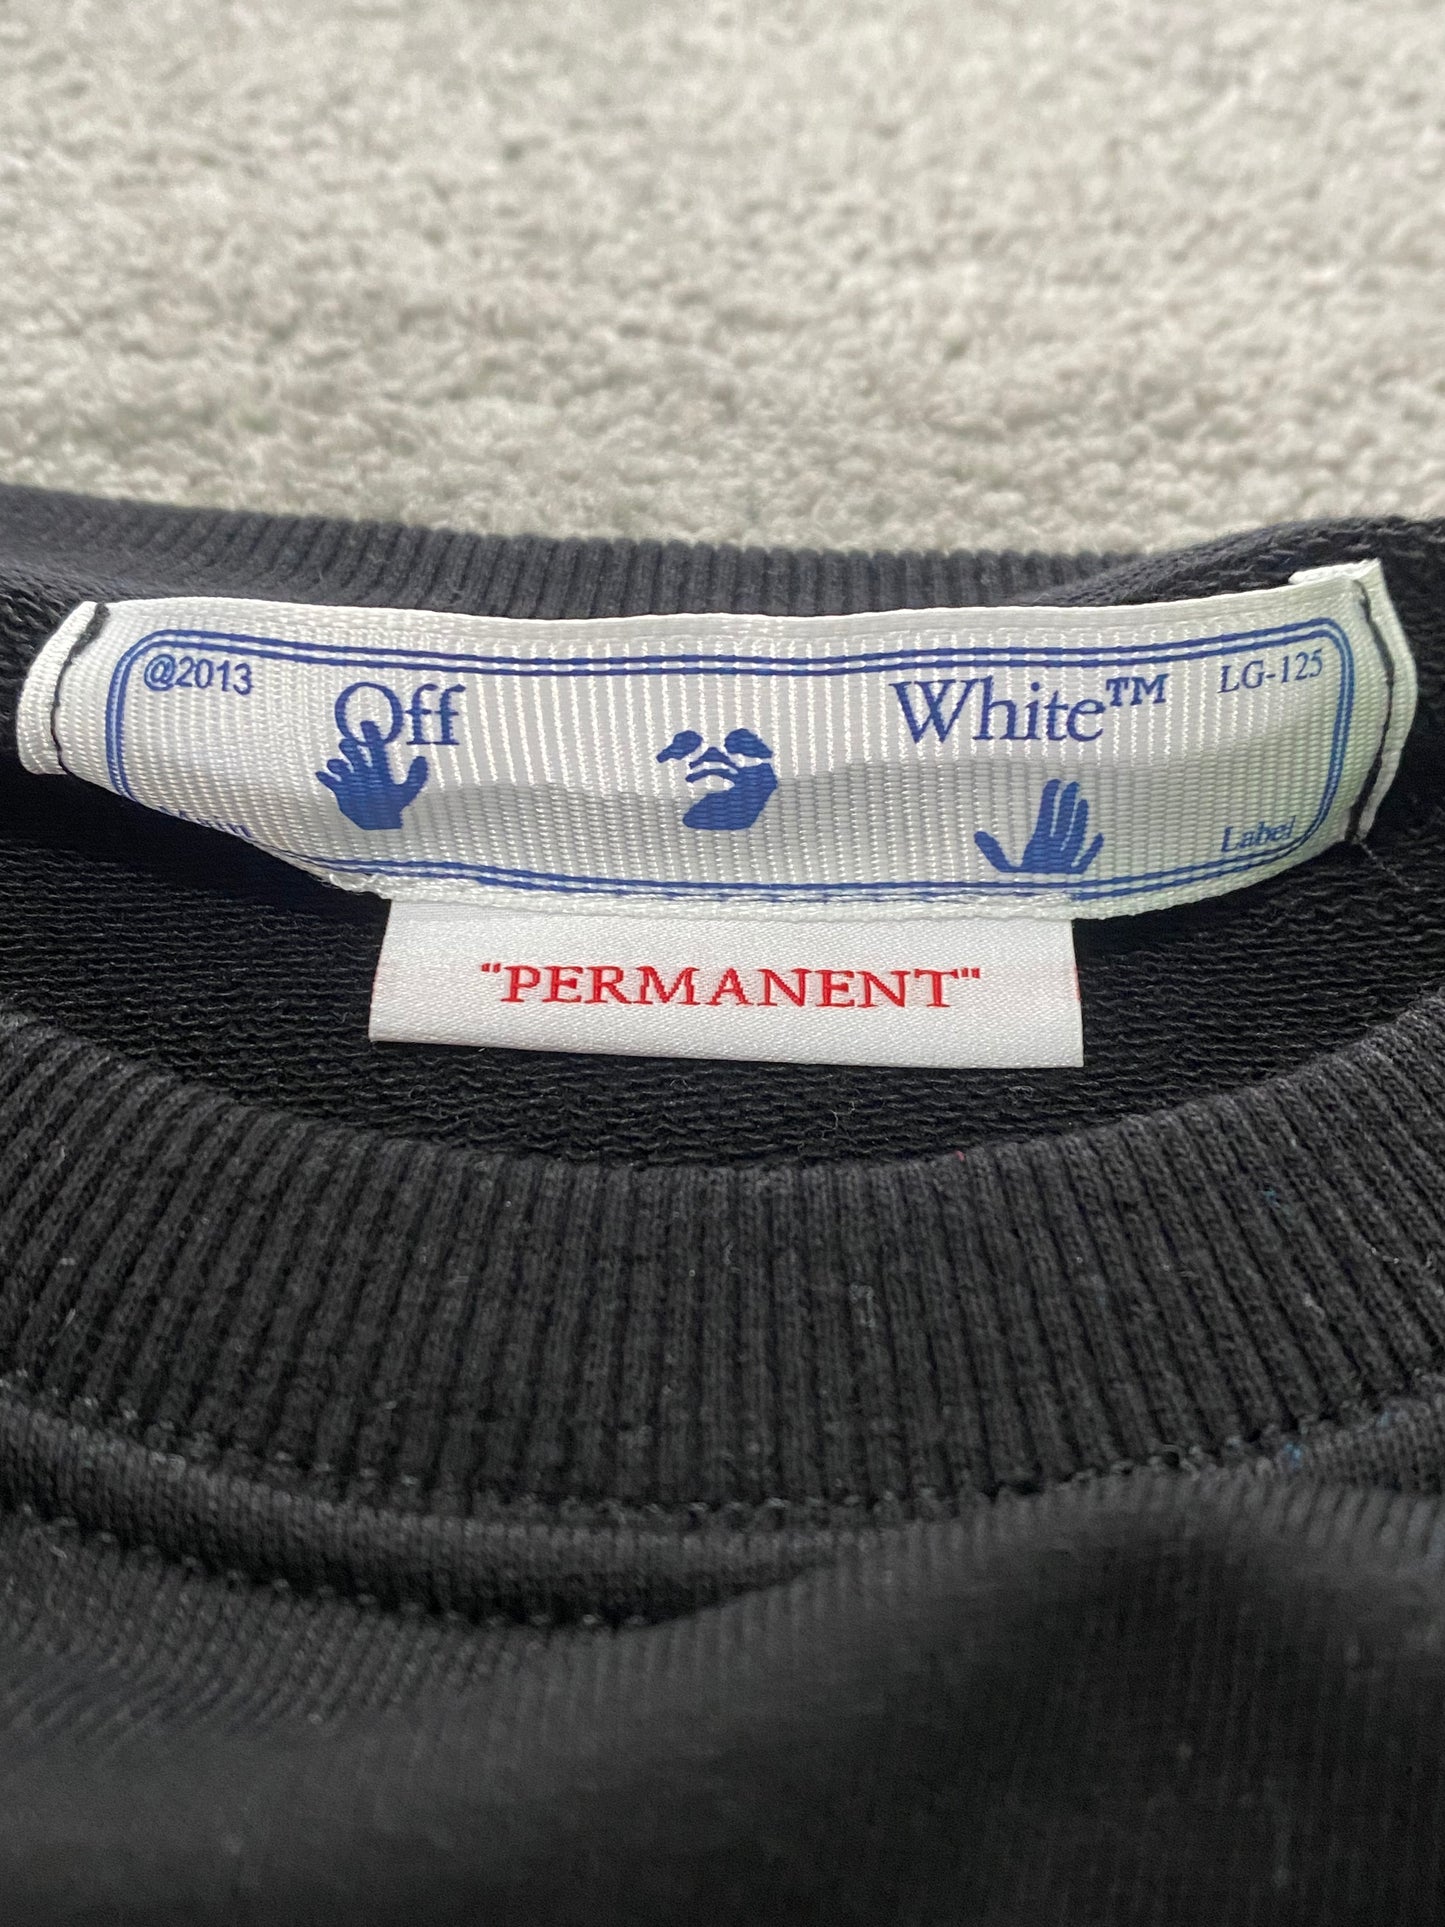 @2013 Off White™ LG-125
Label
"PERMANENT"